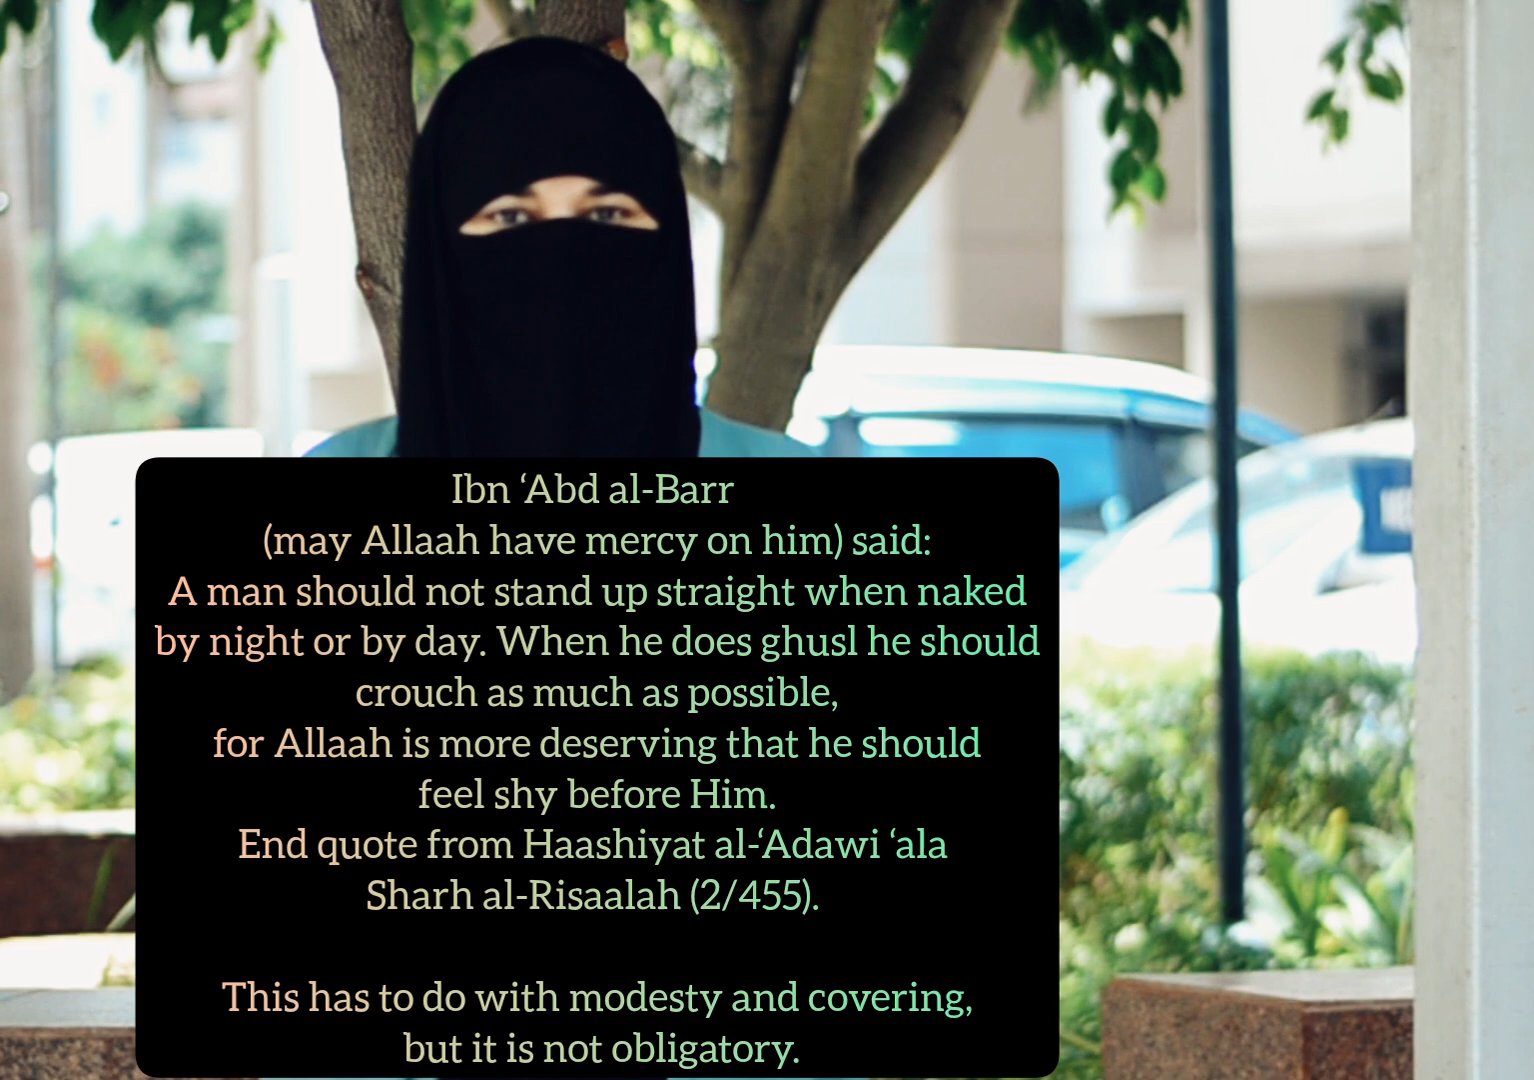 Ibn ‘Abd al-Barr
(may Allaah have mercy on him) said:
A man should not stand up straight when naked
by night or by day. When he does ghusl he should
crouch as much as possible,
for Allaah is more deserving that he should
feel shy before Him.
End quote from Haashiyat al-‘Adawi ‘ala
Sharh al-Risaalah (2/455).
This has to do with modesty and covering,
but it is not obligatory.